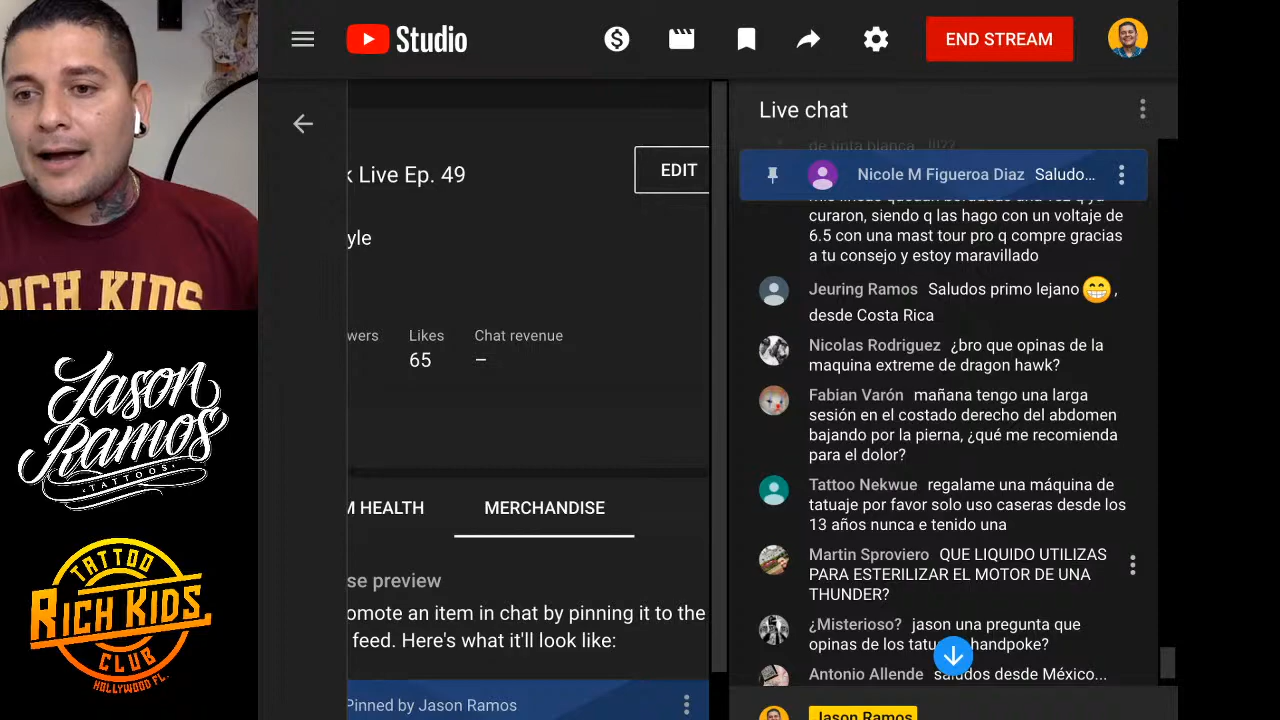 Studio
END STREAM
Live Ep. 49
EDIT
yle
wers
Likes
Chat revenue
65
–
M HEALTH
MERCHANDISE
se preview
omote an item in chat by pinning it to the
feed. Here's what it'll look like:
Pinned by Jason Ramos
Live chat
de tinta blanca
Nicole M Figueroa Diaz Saludo...
curaron, siendo q las hago con un voltaje de
6.5 con una mast tour pro q compre gracias
a tu consejo y estoy maravillado
Jeuring Ramos Saludos primo lejano😁,
desde Costa Rica
Nicolas Rodriguez ¿bro que opinas de la
maquina extreme de dragon hawk?
Fabian Varón mañana tengo una larga
sesión en el costado derecho del abdomen
bajando por la pierna, ¿qué me recomienda
para el dolor?
Tattoo Nekwue regalame una máquina de
tatuaje por favor solo uso caseras desde los
13 años nunca e tenido una
Martin Sproviero QUE LIQUIDO UTILIZAS
PARA ESTERILIZAR EL MOTOR DE UNA
THUNDER?
¿Misterioso? jason una pregunta que
opinas de los tatu handpoke?
Antonio Allende saludos desde México...
Jason Ramos
RICH KIDS
Jason
Ramos
TATTOOS
TATTOO
RICH KIDS
CLUB
HOLLYWOOD FL.